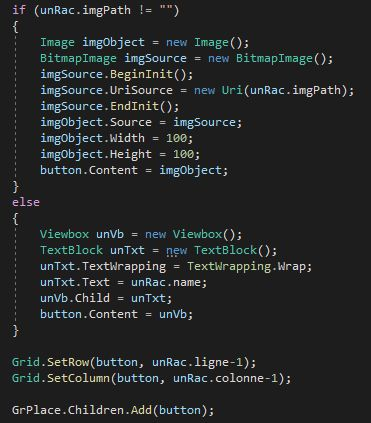 if (unRac.imgPath != "")
{
Image imgObject = new Image();
BitmapImage imgSource = new BitmapImage();
imgSource.BeginInit();
imgSource.UriSource = new Uri(unRac.imgPath);
imgSource.EndInit();
imgObject.Source = imgSource;
imgObject.Width = 100;
imgObject.Height = 100;
button.Content = imgObject;
}
else
{
Viewbox unVb = new Viewbox();
TextBlock unTxt = new TextBlock();
unTxt.TextWrapping = TextWrapping.Wrap;
unTxt.Text = unRac.name;
unVb.Child = unTxt;
button.Content = unVb;
}
Grid.SetRow(button, unRac.ligne-1);
Grid.SetColumn(button, unRac.colonne-1);
GrPlace.Children.Add(button);